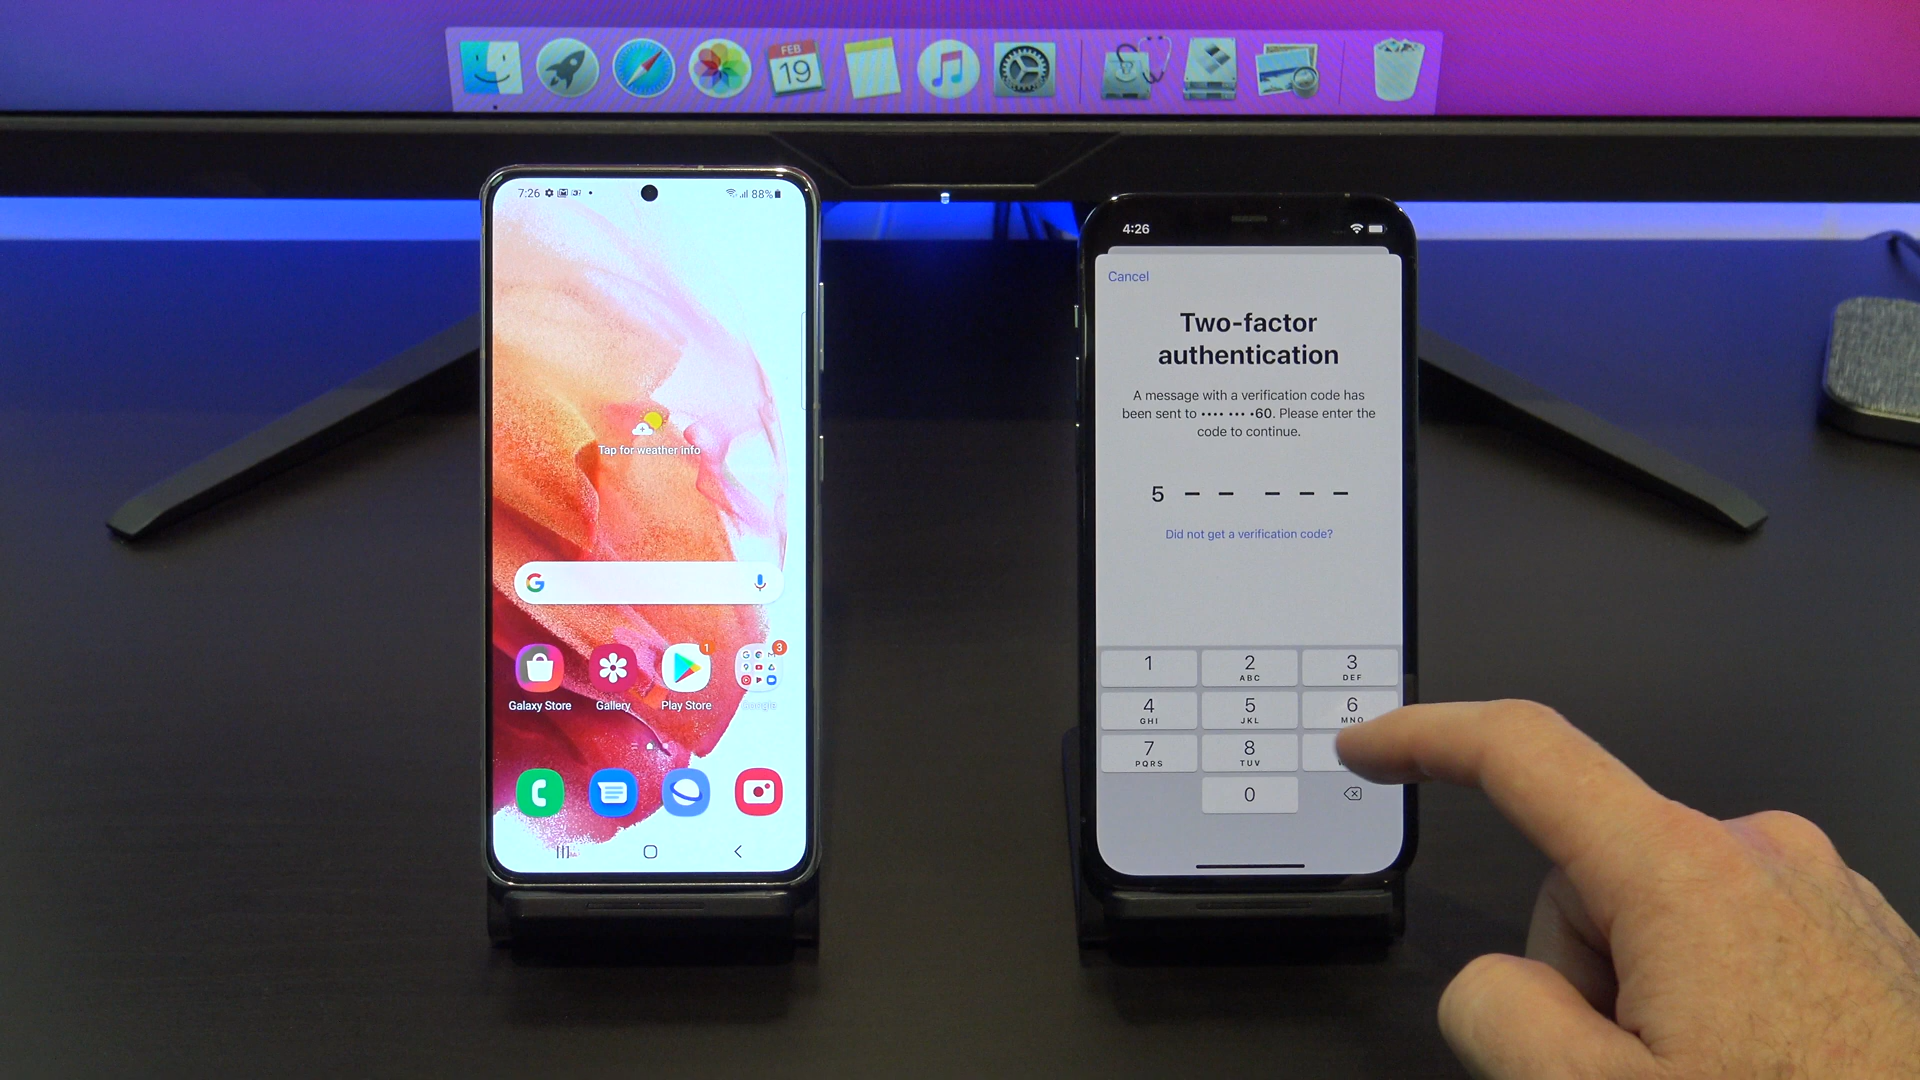 FEB
19
7:26
88%
Tap for weather info
G
1
3
Galaxy Store
Gallery
Play Store
Google
4:26
Cancel
Two-factor
authentication
A message with a verification code has
been sent to •••• ••• •60. Please enter the
code to continue.
5 – – – – –
Did not get a verification code?
1
2
ABC
3
DEF
4
GHI
5
JKL
6
MNO
7
PQRS
8
TUV
0